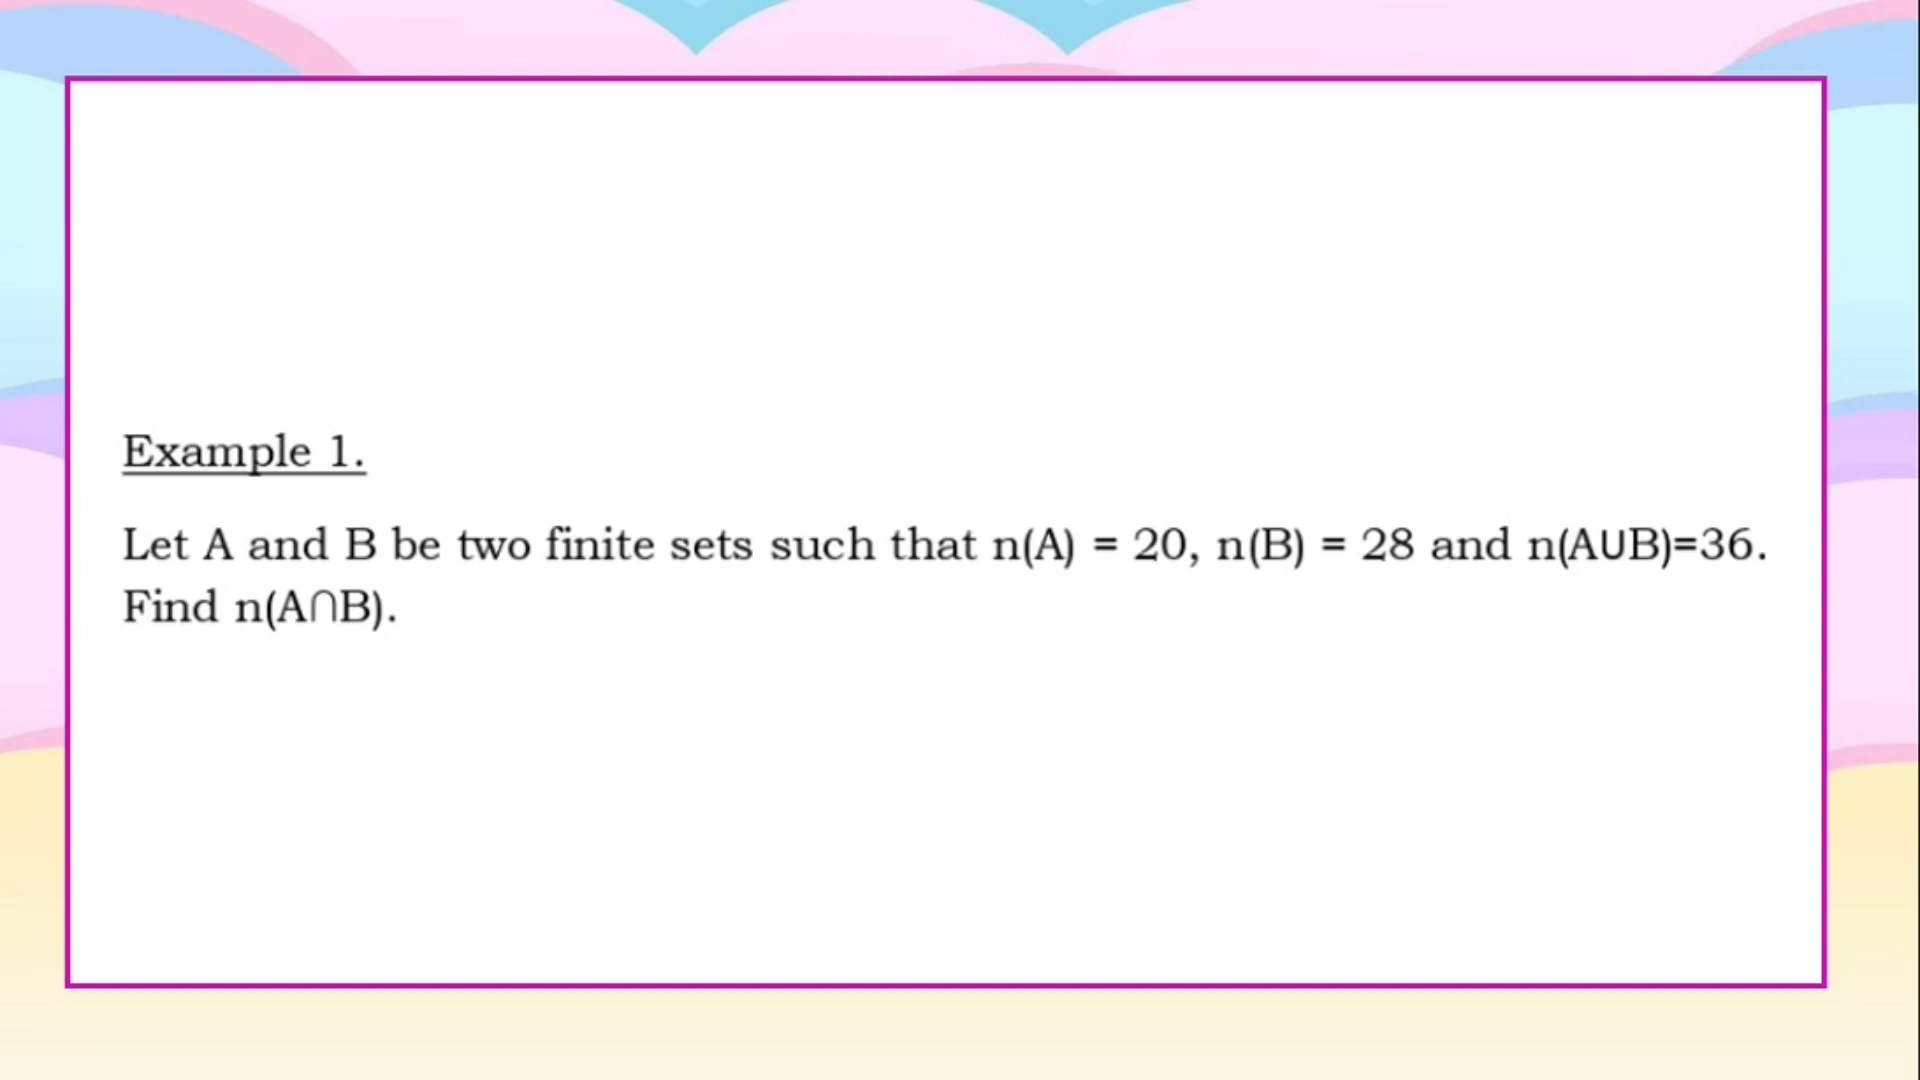 Example 1.
Let A and B be two finite sets such that n(A) = 20, n(B) = 28 and n(A∪B)=36.
Find n(A∩B).